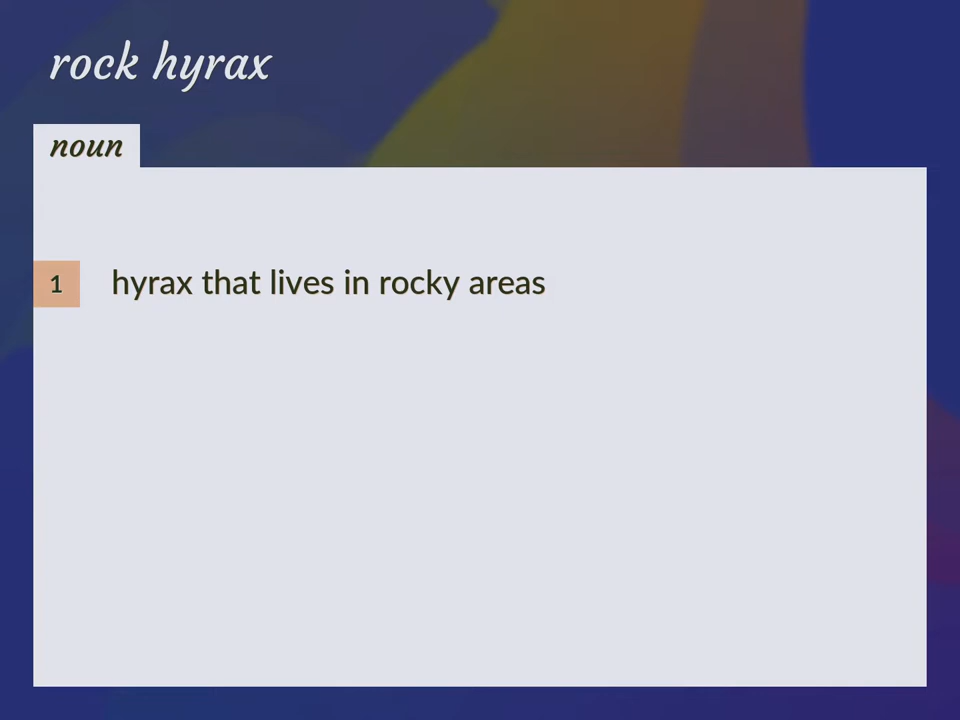 rock hyrax
noun
1 hyrax that lives in rocky areas